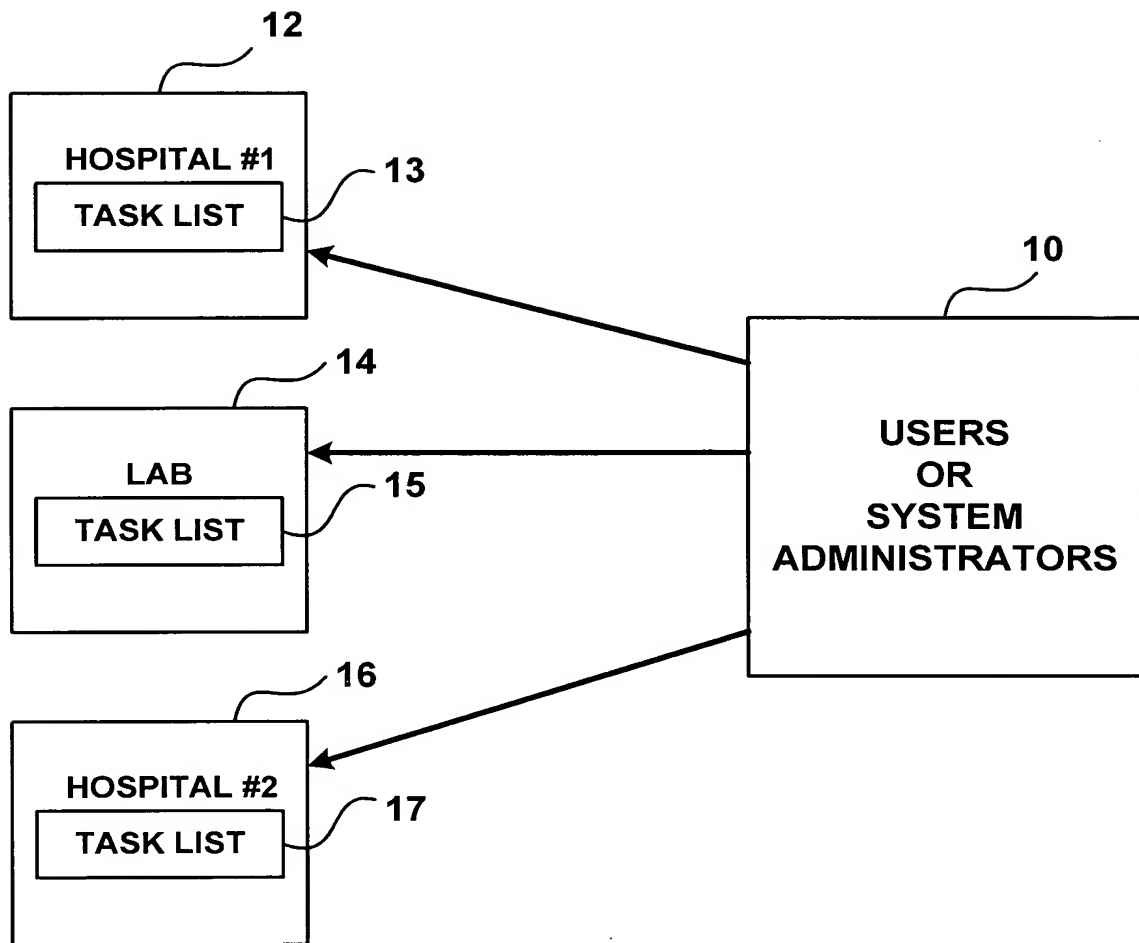 12
HOSPITAL #1
TASK LIST
13
14
LAB
TASK LIST
15
16
HOSPITAL #2
TASK LIST
17
10
USERS
OR
SYSTEM
ADMINISTRATORS